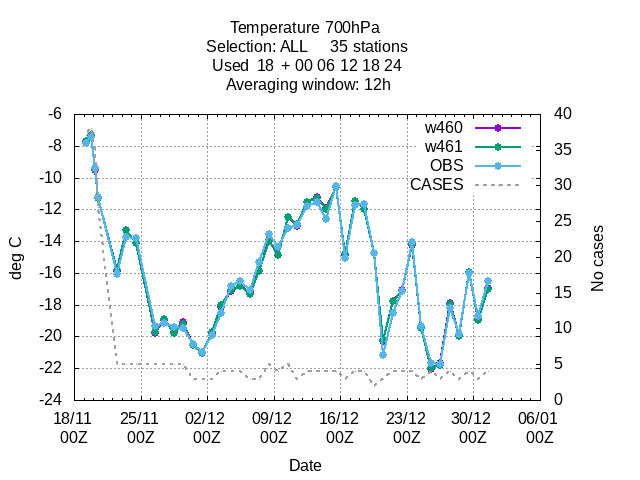 Temperature 700hPa
Selection: ALL 35 stations
Used 18 + 00 06 12 18 24
Averaging window: 12h
-6 40
w460
-8 w461 35
OBS
-10 CASES 30
-12 25
-14
deg C 20 No cases
-16
15
-18
10
-20
-22 5
-24 0
18/11 25/11 02/12 09/12 16/12 23/12 30/12 06/01
00Z 00Z 00Z 00Z 00Z 00Z 00Z 00Z
Date